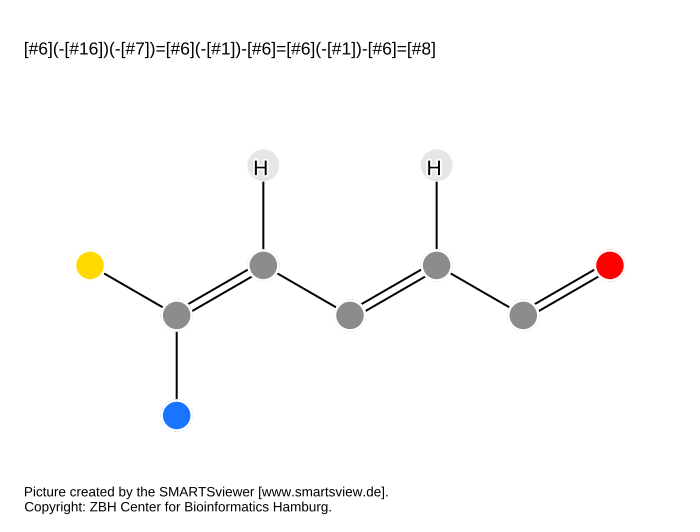 [#6](-[#16])(-[#7])=[#6](-[#1])-[#6]=[#6](-[#1])-[#6]=[#8]
H H
Picture created by the SMARTSviewer [www.smartsview.de].
Copyright: ZBH Center for Bioinformatics Hamburg.